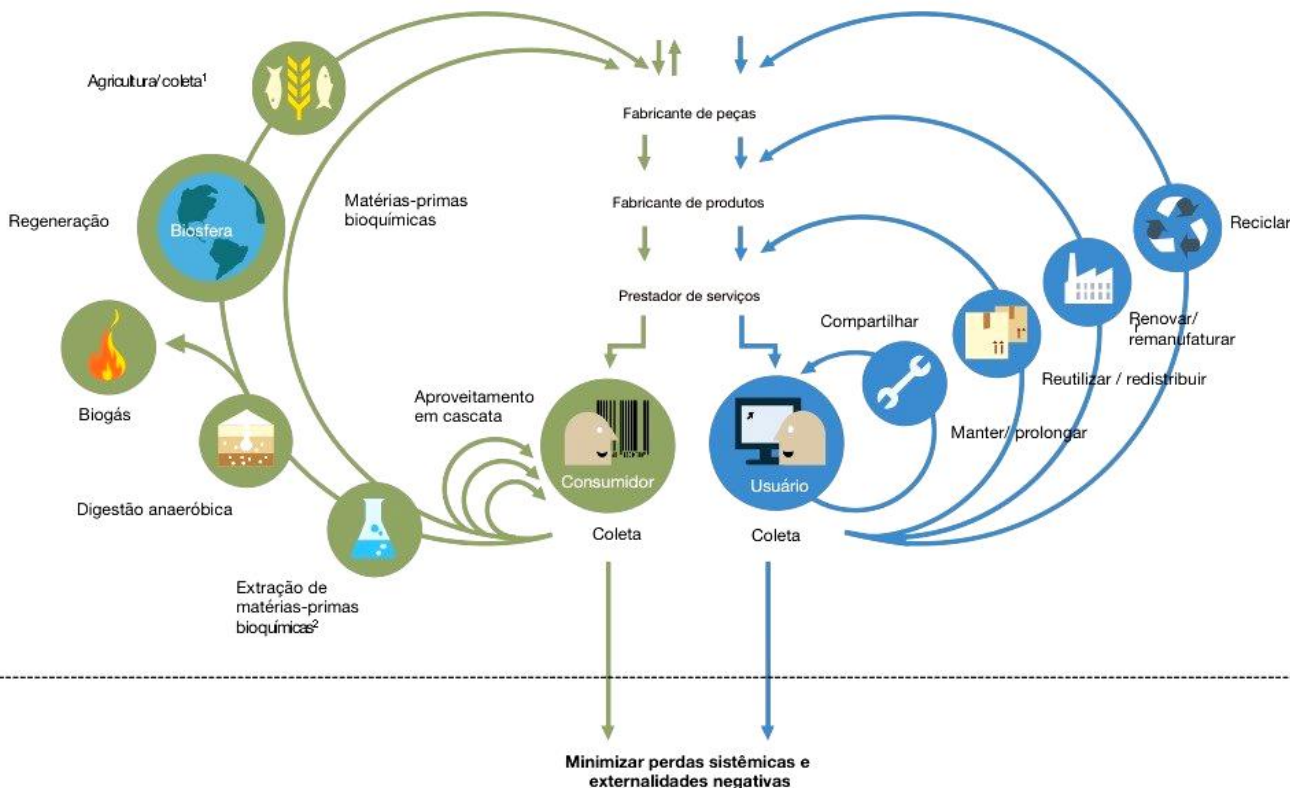 Agricultura/coleta¹
Fabricante de peças
Matérias-primas
bioquímicas
Fabricante de produtos
Regeneração
Biosfera
Reciclar
Prestador de serviços
Compartilhar
Renovar/
remanufaturar
Reutilizar / redistribuir
Biogás
Aproveitamento
em cascata
Manter/ prolongar
Consumidor
Usuário
Digestão anaeróbica
Coleta
Coleta
Extração de
matérias-primas
bioquímicas²
Minimizar perdas sistêmicas e
externalidades negativas